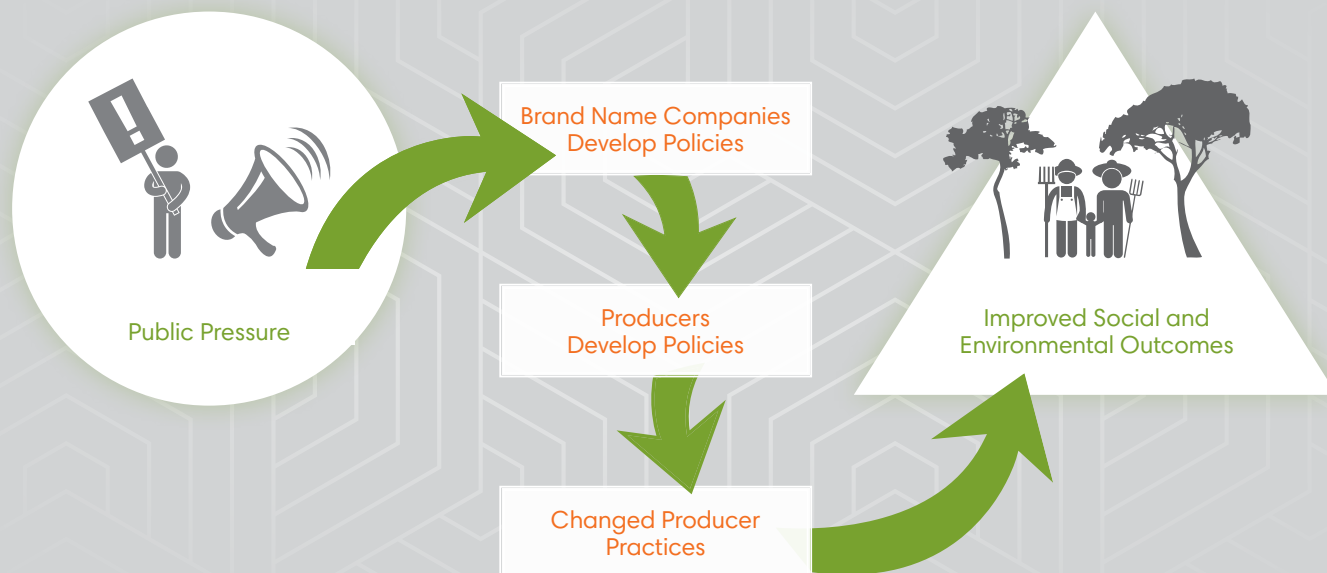 Public Pressure
Brand Name Companies
Develop Policies
Producers
Develop Policies
Changed Producer
Practices
Improved Social and
Environmental Outcomes